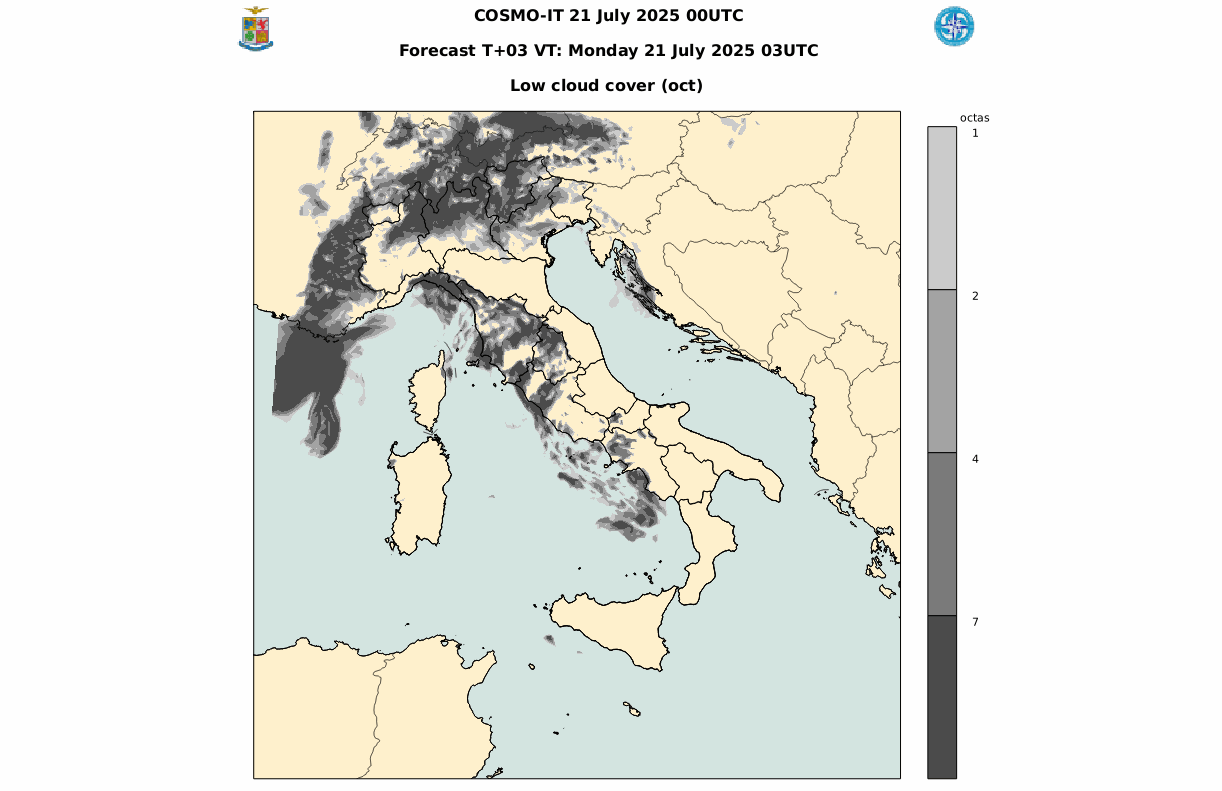 COSMO-IT 21 July 2025 00UTC
Forecast T+03 VT: Monday 21 July 2025 03UTC
Low cloud cover (oct)
octas
1
2
4
7